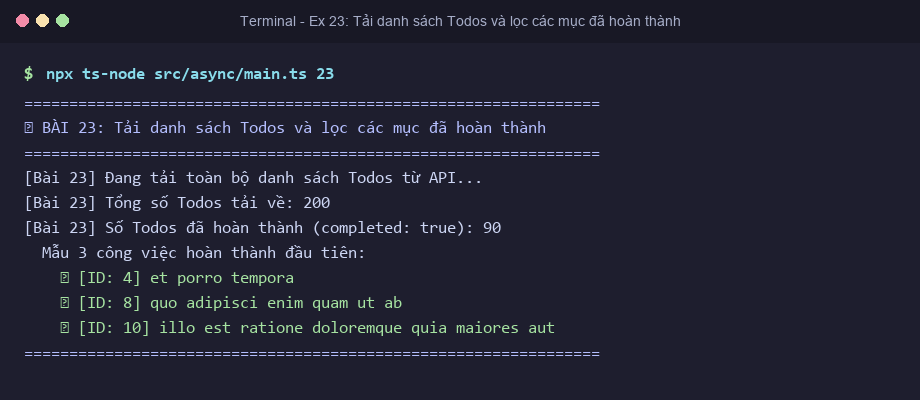 Terminal - Ex 23: Tải danh sách Todos và lọc các mục đã hoàn thành
$ npx ts-node src/async/main.ts 23
================================================================
BÀI 23: Tải danh sách Todos và lọc các mục đã hoàn thành
================================================================
[Bài 23] Đang tải toàn bộ danh sách Todos từ API...
[Bài 23] Tổng số Todos tải về: 200
[Bài 23] Số Todos đã hoàn thành (completed: true): 90
Mẫu 3 công việc hoàn thành đầu tiên:
[ID: 4] et porro tempora
[ID: 8] quo adipisci enim quam ut ab
[ID: 10] illo est ratione doloremque quia maiores aut
================================================================